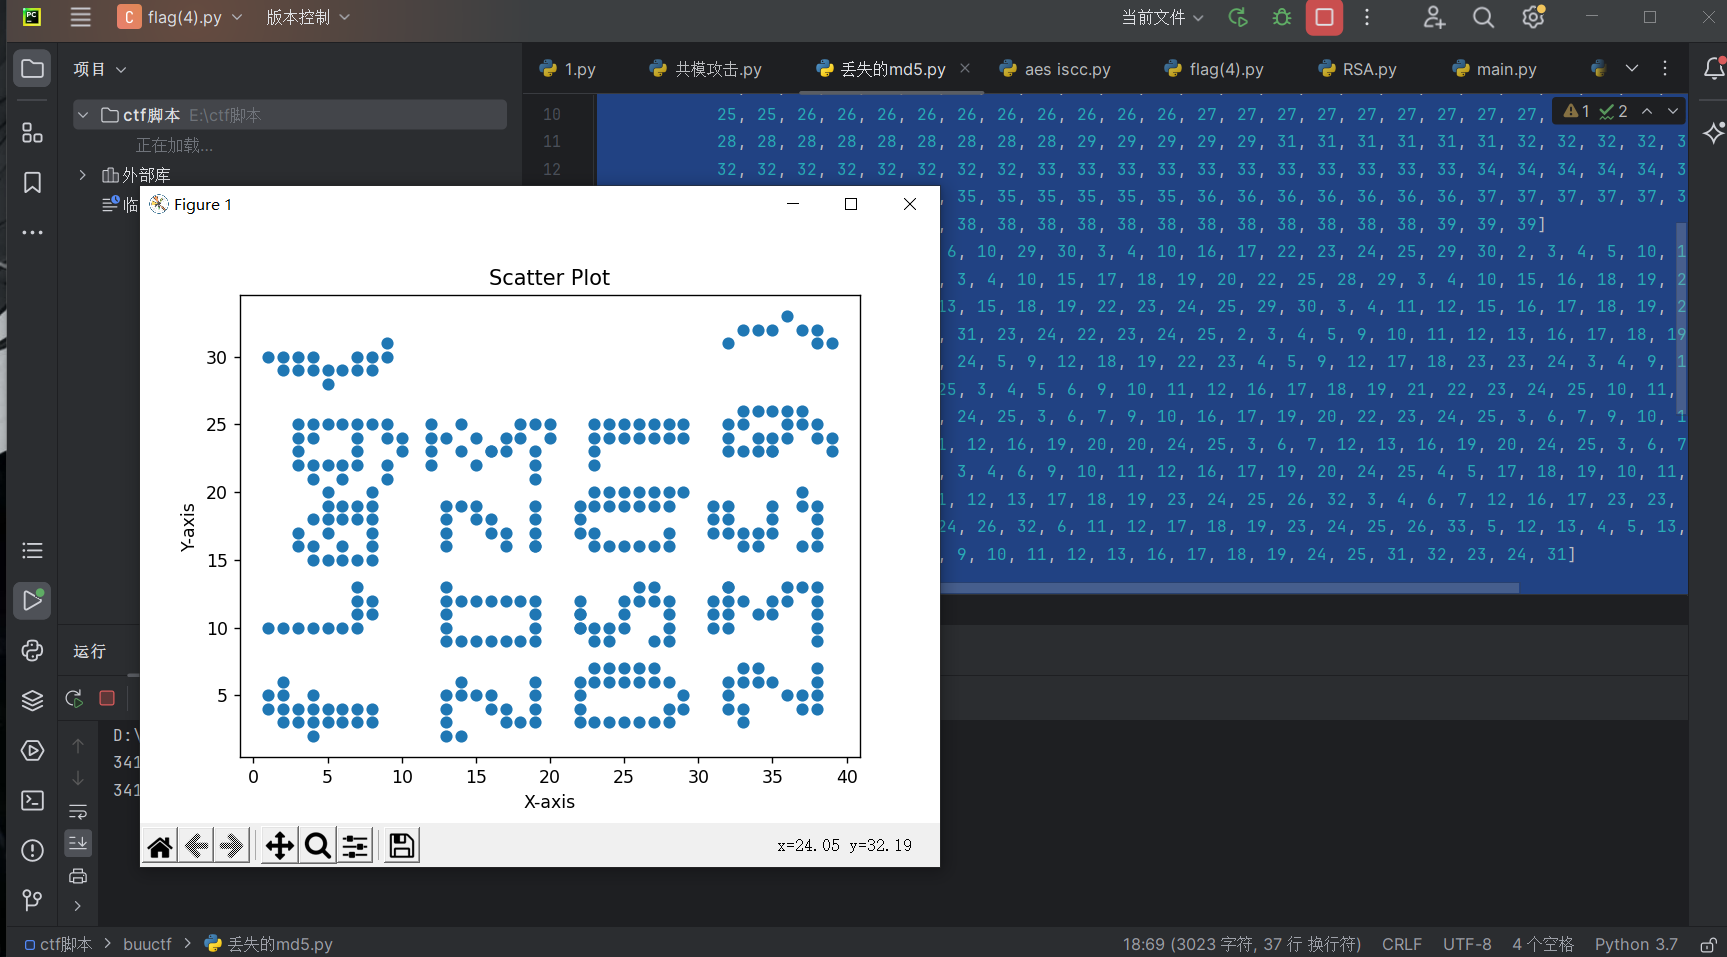 PC
C flag(4).py
版本控制
当前文件
项目
1.py
共模攻击.py
丢失的md5.py
aes iscc.py
flag(4).py
RSA.py
main.py
ctf脚本 E:\ctf脚本
正在加载...
外部库
临
10 25, 25, 26, 26, 26, 26, 26, 26, 26, 26, 26, 27, 27, 27, 27, 27, 27, 27, 27, 27,
1 2
11 28, 28, 28, 28, 28, 28, 28, 28, 28, 29, 29, 29, 29, 29, 31, 31, 31, 31, 31, 31, 32, 32, 32, 32, 3
12 32, 32, 32, 32, 32, 32, 32, 32, 33, 33, 33, 33, 33, 33, 33, 33, 33, 33, 33, 34, 34, 34, 34, 34, 3
, 35, 35, 35, 35, 35, 35, 36, 36, 36, 36, 36, 36, 36, 37, 37, 37, 37, 37, 3
, 38, 38, 38, 38, 38, 38, 38, 38, 38, 38, 38, 38, 39, 39, 39]
6, 10, 29, 30, 3, 4, 10, 16, 17, 22, 23, 24, 25, 29, 30, 2, 3, 4, 5, 10, 1
3, 4, 10, 15, 17, 18, 19, 20, 22, 25, 28, 29, 3, 4, 10, 15, 16, 18, 19, 2
13, 15, 18, 19, 22, 23, 24, 25, 29, 30, 3, 4, 11, 12, 15, 16, 17, 18, 19, 2
31, 23, 24, 22, 23, 24, 25, 2, 3, 4, 5, 9, 10, 11, 12, 13, 16, 17, 18, 19
24, 5, 9, 12, 18, 19, 22, 23, 4, 5, 9, 12, 17, 18, 23, 23, 24, 3, 4, 9, 1
25, 3, 4, 5, 6, 9, 10, 11, 12, 16, 17, 18, 19, 21, 22, 23, 24, 25, 10, 11,
24, 25, 3, 6, 7, 9, 10, 16, 17, 19, 20, 22, 23, 24, 25, 3, 6, 7, 9, 10, 1
1, 12, 16, 19, 20, 20, 24, 25, 3, 6, 7, 12, 13, 16, 19, 20, 24, 25, 3, 6, 7
3, 4, 6, 9, 10, 11, 12, 16, 17, 19, 20, 24, 25, 4, 5, 17, 18, 19, 10, 11,
1, 12, 13, 17, 18, 19, 23, 24, 25, 26, 32, 3, 4, 6, 7, 12, 16, 17, 23, 23,
24, 26, 32, 6, 11, 12, 17, 18, 19, 23, 24, 25, 26, 33, 5, 12, 13, 4, 5, 13,
, 9, 10, 11, 12, 13, 16, 17, 18, 19, 24, 25, 31, 32, 23, 24, 31]
Figure 1
Scatter Plot
Y-axis
30
25
20
15
10
5
0 5 10 15 20 25 30 35 40
X-axis
x=24.05 y=32.19
运行
D:\
341
341
ctf脚本 > buuctf > 丢失的md5.py
18:69 (3023 字符, 37 行 换行符) CRLF UTF-8 4 个空格 Python 3.7